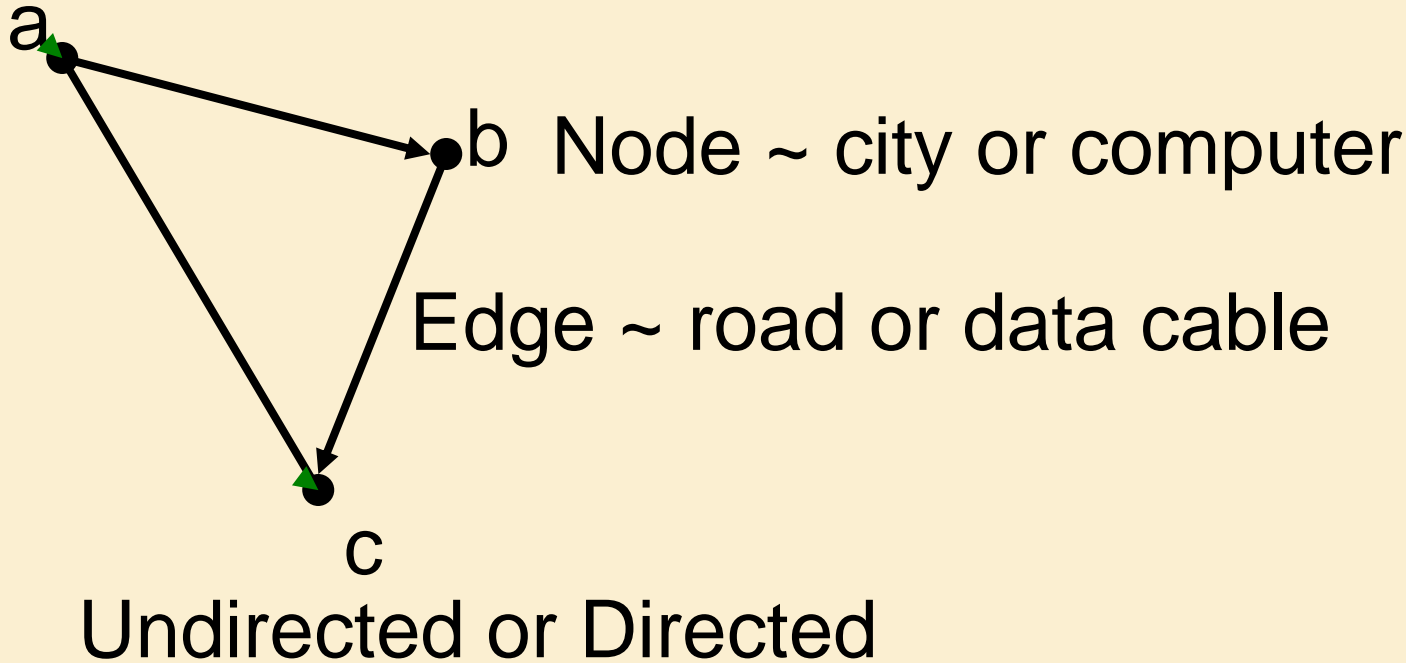 a
b Node ~ city or computer
Edge ~ road or data cable
c
Undirected or Directed